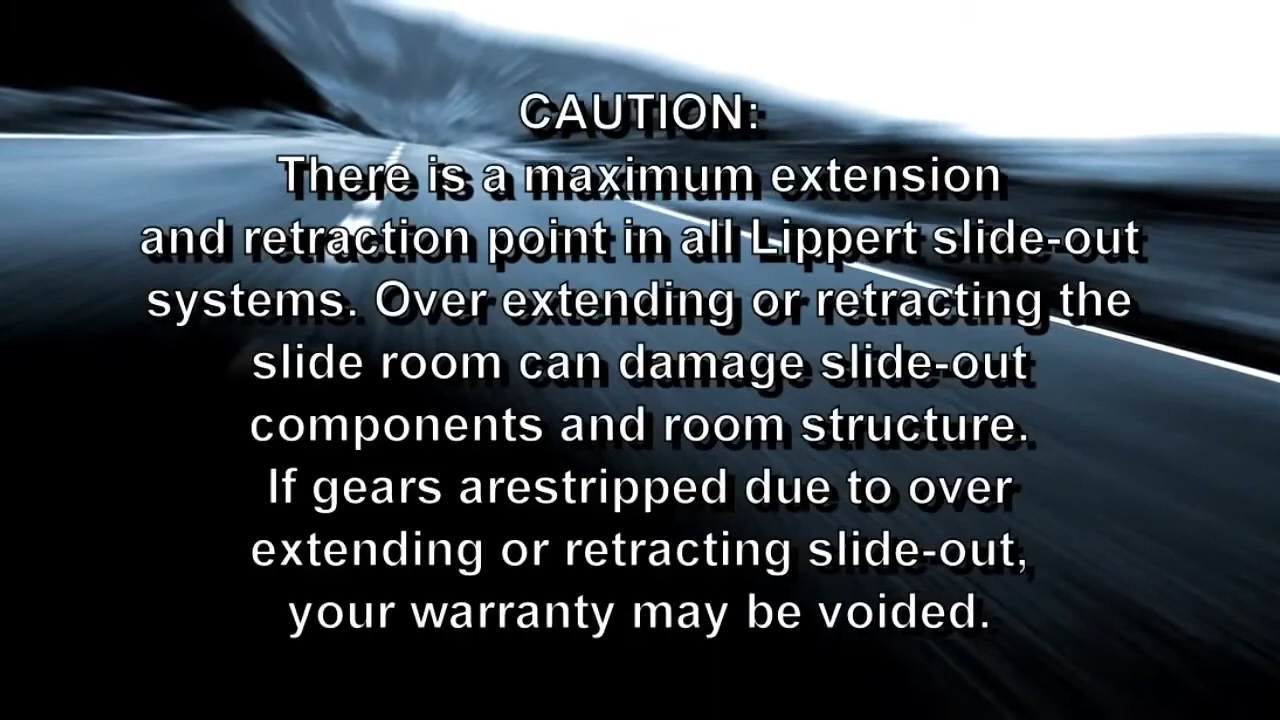 CAUTION:
There is a maximum extension
and retraction point in all Lippert slide-out
systems. Over extending or retracting the
slide room can damage slide-out
components and room structure.
If gears arestripped due to over
extending or retracting slide-out,
your warranty may be voided.